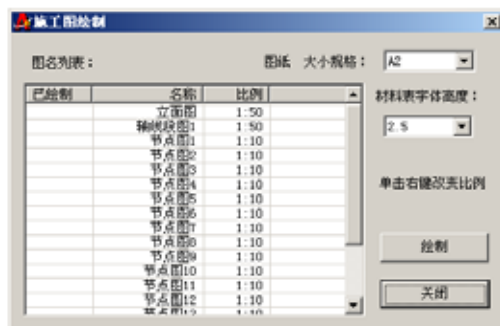 施工图绘制
图名列表： 图纸 大小规格： A2
已绘制 名称 比例
材料表字体高度：
立面图 1:50
2.5
轴线段图1 1:50
节点图1 1:10
节点图2 1:10
节点图3 1:10
节点图4 1:10
单击右键改变比例
节点图5 1:10
节点图6 1:10
节点图7 1:10
节点图8 1:10
绘制
节点图9 1:10
节点图10 1:10
节点图11 1:10
关闭
节点图12 1:10
1:10